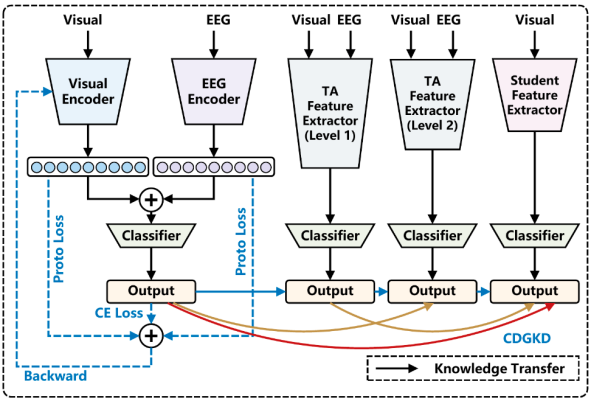 Visual
EEG
Visual EEG
Visual EEG
Visual
Visual
Encoder
EEG
Encoder
TA
Feature
Extractor
(Level 1)
TA
Feature
Extractor
(Level 2)
Student
Feature
Extractor
Proto Loss
Proto Loss
Classifier
Classifier
Classifier
Classifier
Output
Output
Output
Output
CE Loss
CDGKD
Backward
Knowledge Transfer